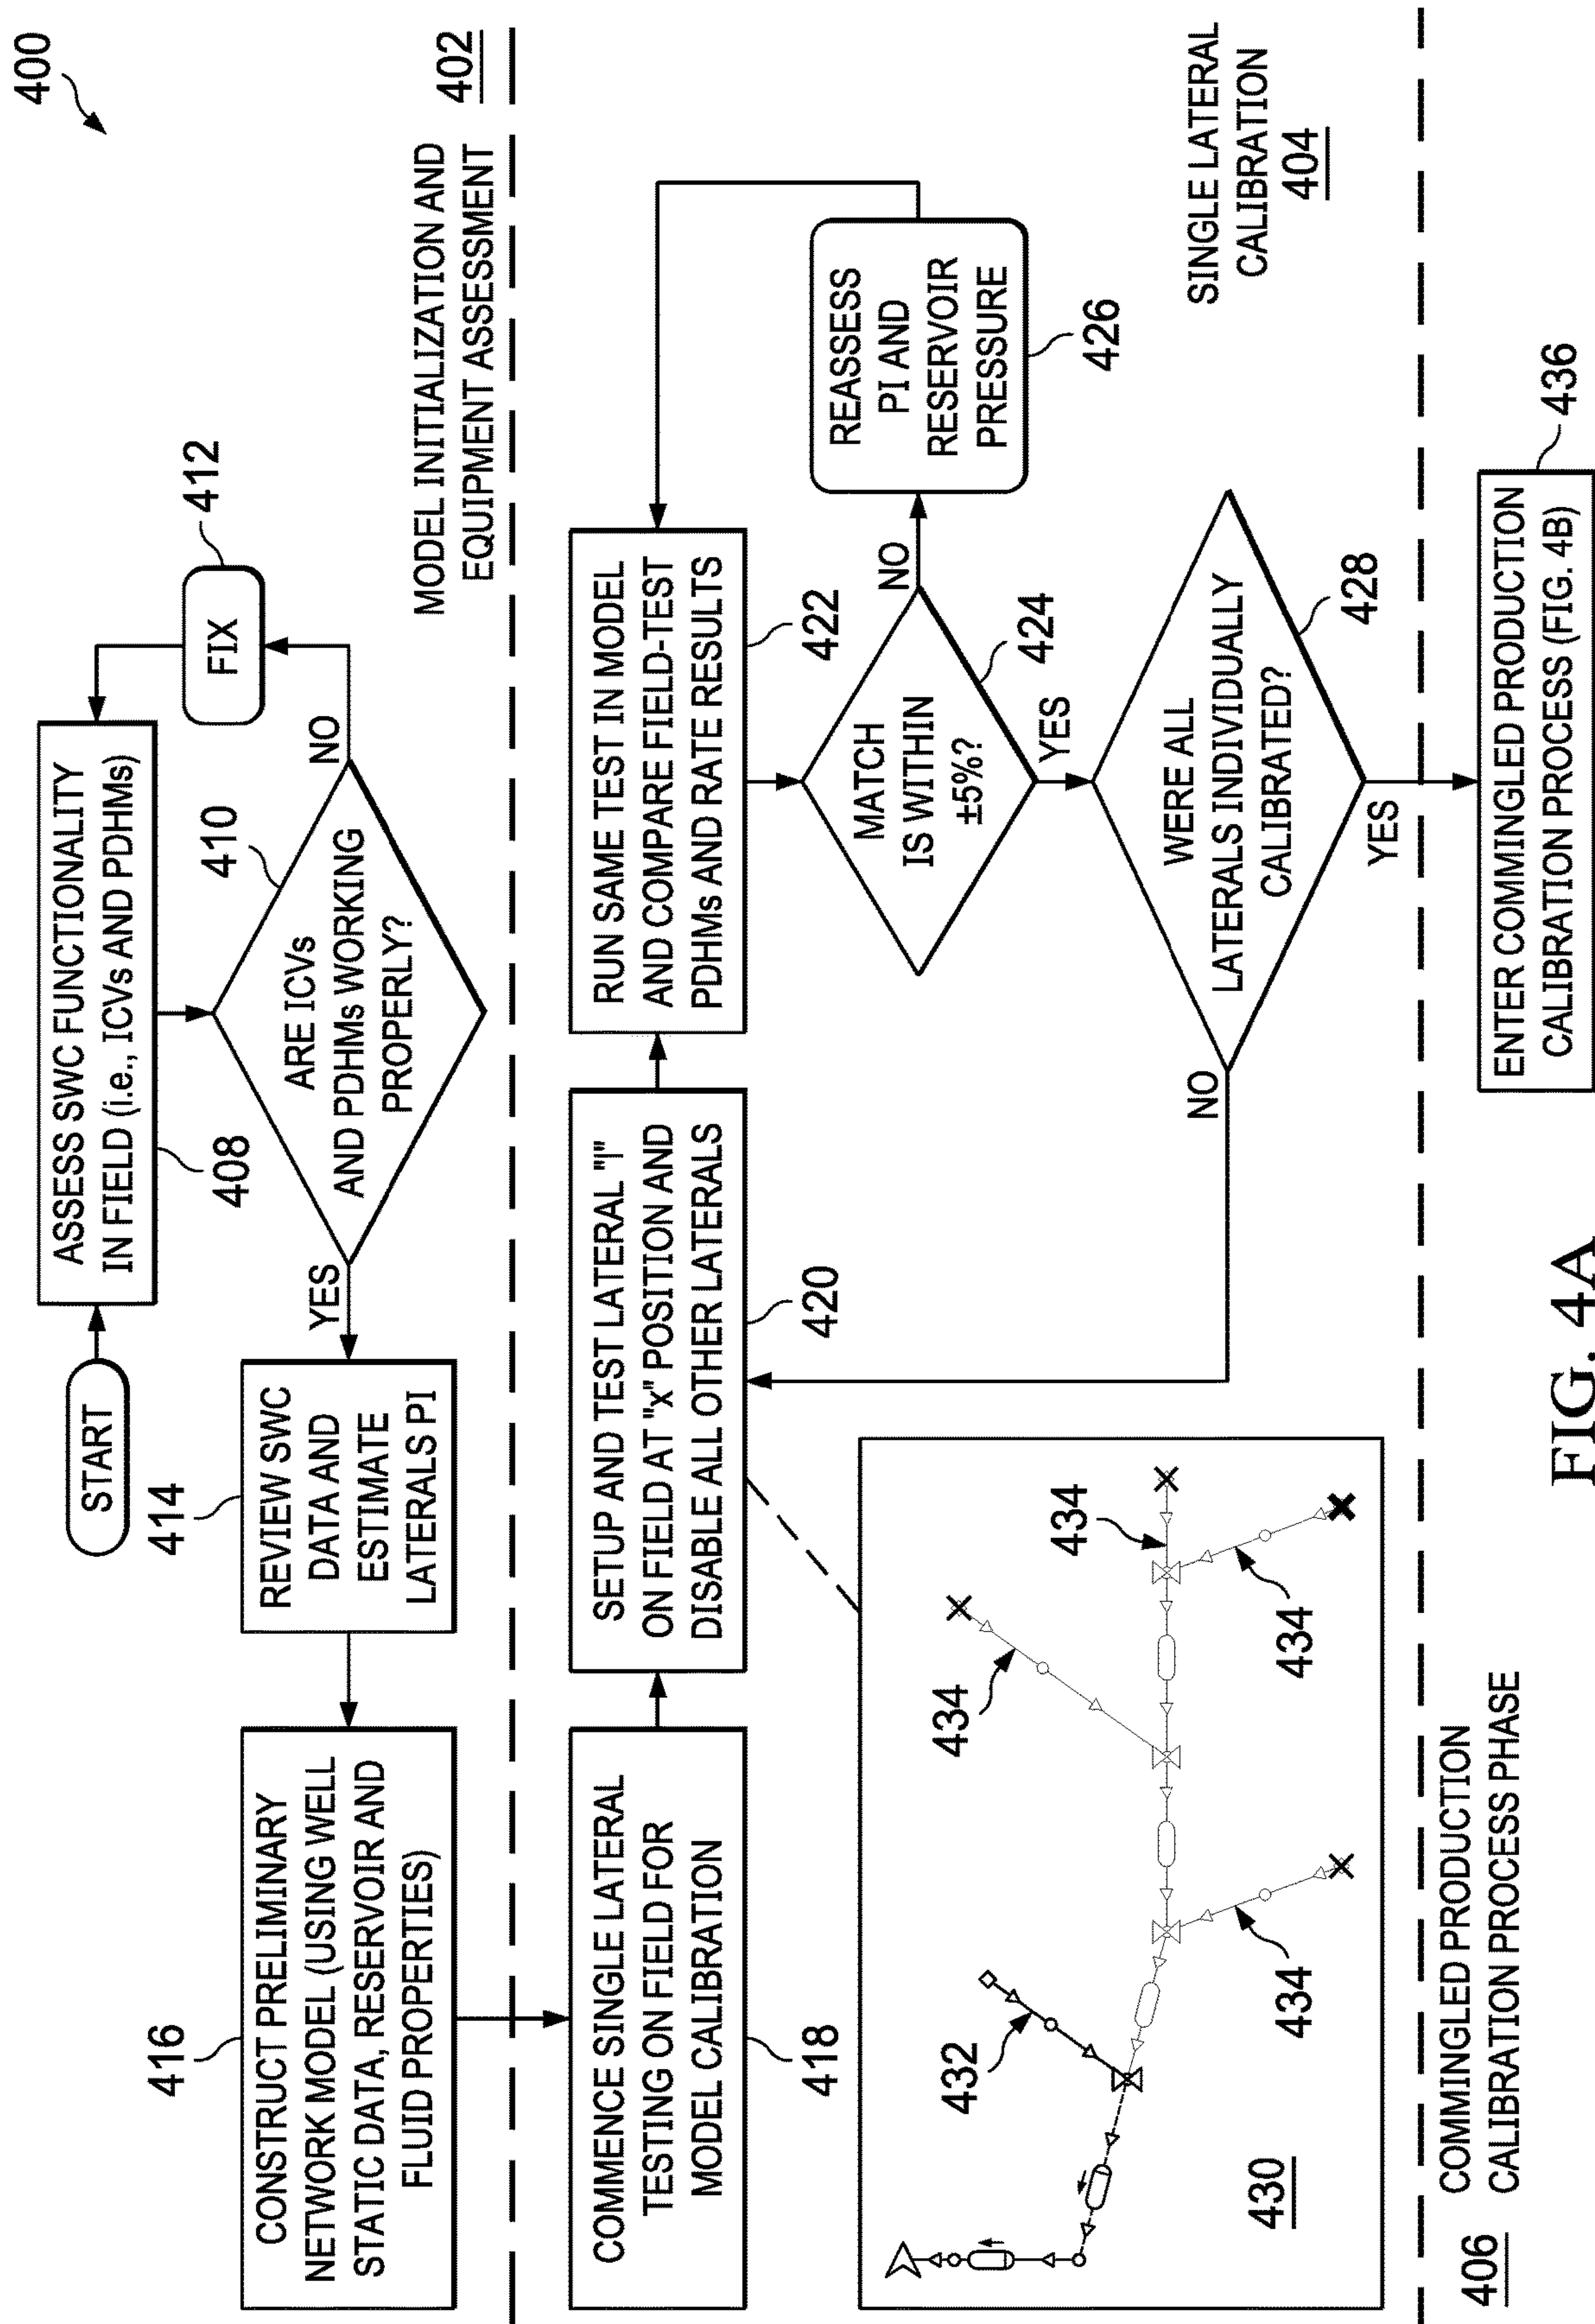 400
START
ASSESS SWC FUNCTIONALITY
IN FIELD (i.e., ICVs AND PDHMs)
408
FIX
412
ARE ICVs
AND PDHMs WORKING
PROPERLY?
410
NO
YES
414
REVIEW SWC
DATA AND
ESTIMATE
LATERALS PI
416
CONSTRUCT PRELIMINARY
NETWORK MODEL (USING WELL
STATIC DATA, RESERVOIR AND
FLUID PROPERTIES)
MODEL INITIALIZATION AND
EQUIPMENT ASSESSMENT
402
COMMENCE SINGLE LATERAL
TESTING ON FIELD FOR
MODEL CALIBRATION
418
SETUP AND TEST LATERAL "I"
ON FIELD AT "x" POSITION AND
DISABLE ALL OTHER LATERALS
420
RUN SAME TEST IN MODEL
AND COMPARE FIELD-TEST
PDHMs AND RATE RESULTS
422
MATCH
IS WITHIN
±5%?
424
NO
YES
REASSESS
PI AND
RESERVOIR
PRESSURE
426
WERE ALL
LATERALS INDIVIDUALLY
CALIBRATED?
428
NO
YES
SINGLE LATERAL
CALIBRATION
404
432
434
434
434
434
430
406
COMMINGLED PRODUCTION
CALIBRATION PROCESS PHASE
ENTER COMMINGLED PRODUCTION
CALIBRATION PROCESS (FIG. 4B)
436
FIG. 4A